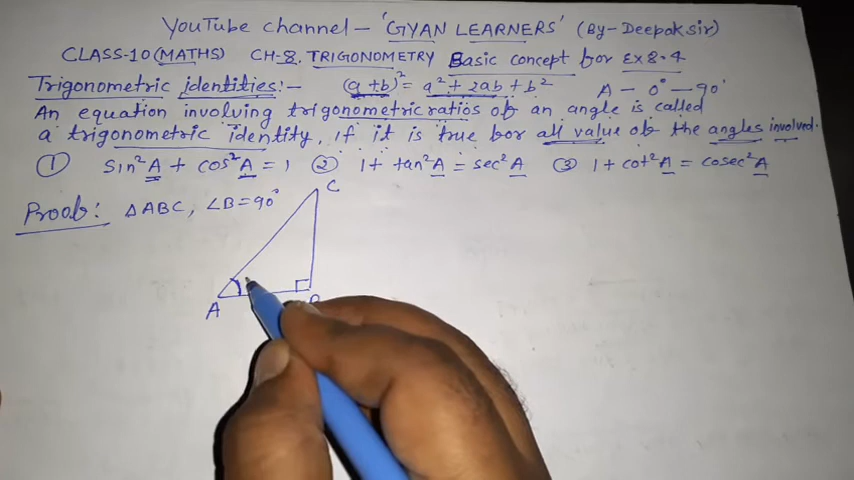 YouTube channel - 'GYAN LEARNERS' (By-Deepak sir)
CLASS-10 (MATHS) CH-8. TRIGONOMETRY Basic concept for Ex 8.4
Trigonometric identities:- (a+b)² = a² + 2ab + b² A - 0° - 90°
An equation involving trigonometric ratios of an angle is called
a trigonometric identity, if it is true for all value of the angles involved.
① sin²A + cos²A = 1 ② 1 + tan²A = sec²A ③ 1 + cot²A = cosec²A
Proof: △ABC, ∠B = 90°
C
A